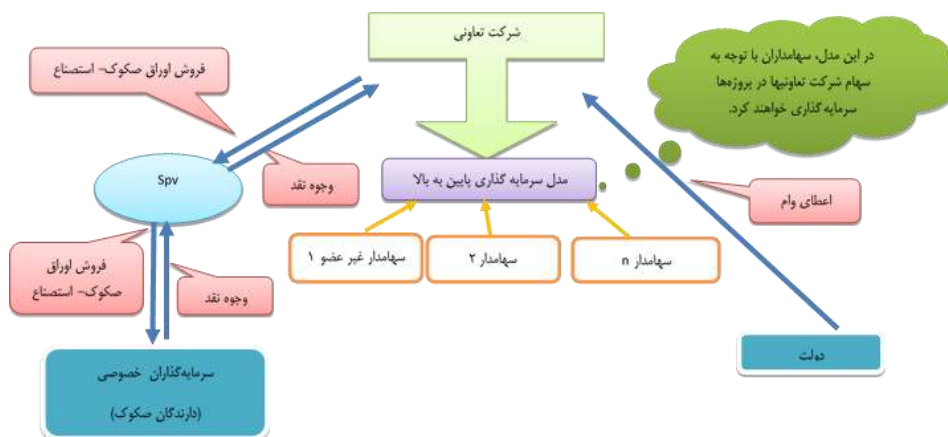 شرکت تعاونی
در این مدل، سهامداران با توجه به
سهام شرکت تعاونیها در پروژه‌ها
سرمایه گذاری خواهند کرد.
فروش اوراق صکوک- استصناع
وجوه نقد
Spv
مدل سرمایه گذاری پایین به بالا
اعطای وام
سهامدار n
سهامدار ۲
سهامدار غیر عضو ۱
فروش اوراق
صکوک- استصناع
وجوه نقد
دولت
سرمایه‌گذاران خصوصی
(دارندگان صکوک)